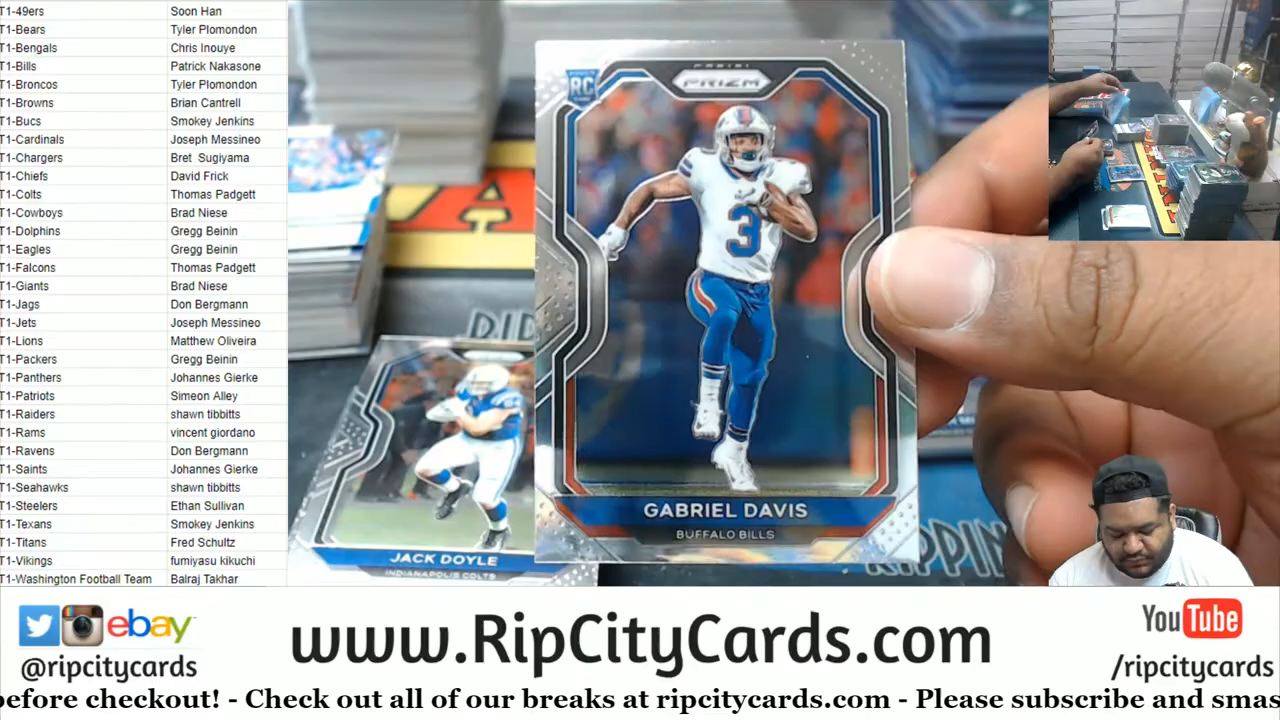 T1-49ers Soon Han
T1-Bears Tyler Plomondon
T1-Bengals Chris Inouye
T1-Bills Patrick Nakasone
T1-Broncos Tyler Plomondon
T1-Browns Brian Cantrell
T1-Bucs Smokey Jenkins
T1-Cardinals Joseph Messineo
T1-Chargers Bret Sugiyama
T1-Chiefs David Frick
T1-Colts Thomas Padgett
T1-Cowboys Brad Niese
T1-Dolphins Gregg Beinin
T1-Eagles Gregg Beinin
T1-Falcons Thomas Padgett
T1-Giants Brad Niese
T1-Jags Don Bergmann
T1-Jets Joseph Messineo
T1-Lions Matthew Oliveira
T1-Packers Gregg Beinin
T1-Panthers Johannes Gierke
T1-Patriots Simeon Alley
T1-Raiders shawn tibbitts
T1-Rams vincent giordano
T1-Ravens Don Bergmann
T1-Saints Johannes Gierke
T1-Seahawks shawn tibbitts
T1-Steelers Ethan Sullivan
T1-Texans Smokey Jenkins
T1-Titans Fred Schultz
T1-Vikings fumiyasu kikuchi
T1-Washington Football Team Balraj Takhar
PANINI
PRIZM
RC
3
GABRIEL DAVIS
BUFFALO BILLS
JACK DOYLE
INDIANAPOLIS COLTS
ebay
@ripcitycards
www.RipCityCards.com
YouTube
/ripcitycards
before checkout! - Check out all of our breaks at ripcitycards.com - Please subscribe and smas